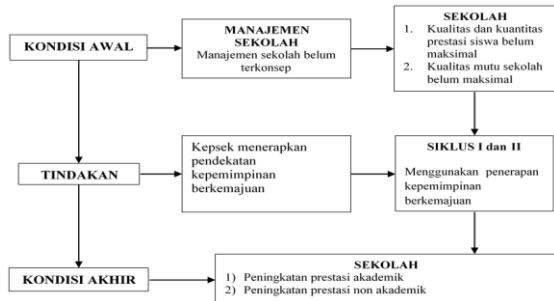 KONDISI AWAL
MANAJEMEN
SEKOLAH
Manajemen sekolah belum
terkonsep
SEKOLAH
1. Kualitas dan kuantitas
prestasi siswa belum
maksimal
2. Kualitas mutu sekolah
belum maksimal
TINDAKAN
Kepsek menerapkan
pendekatan
kepemimpinan
berkemajuan
SIKLUS I dan II
Menggunakan penerapan
kepemimpinan
berkemajuan
KONDISI AKHIR
SEKOLAH
1) Peningkatan prestasi akademik
2) Peningkatan prestasi non akademik